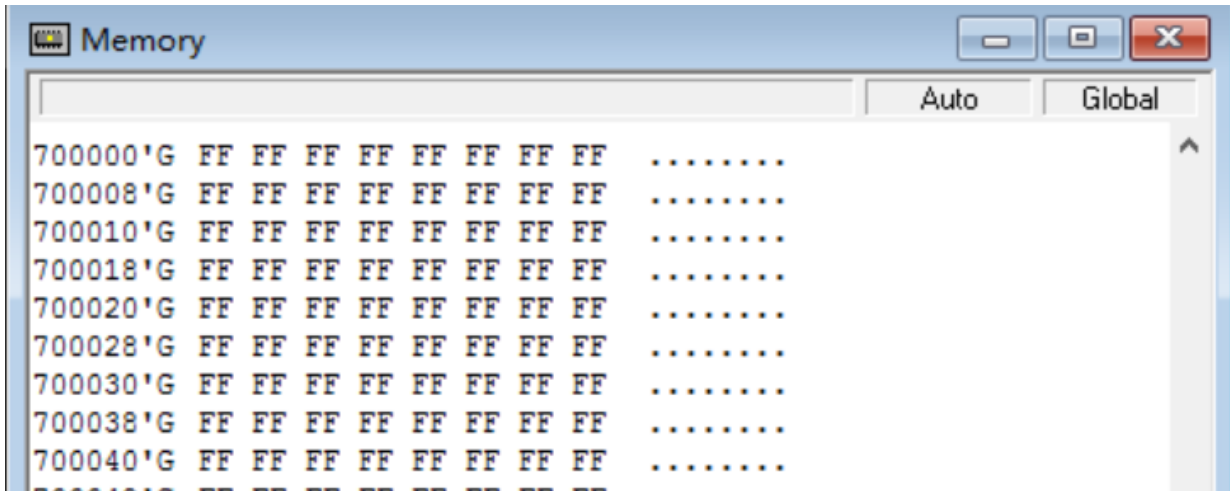 Memory
Auto Global
700000'G FF FF FF FF FF FF FF FF ........
700008'G FF FF FF FF FF FF FF FF ........
700010'G FF FF FF FF FF FF FF FF ........
700018'G FF FF FF FF FF FF FF FF ........
700020'G FF FF FF FF FF FF FF FF ........
700028'G FF FF FF FF FF FF FF FF ........
700030'G FF FF FF FF FF FF FF FF ........
700038'G FF FF FF FF FF FF FF FF ........
700040'G FF FF FF FF FF FF FF FF ........